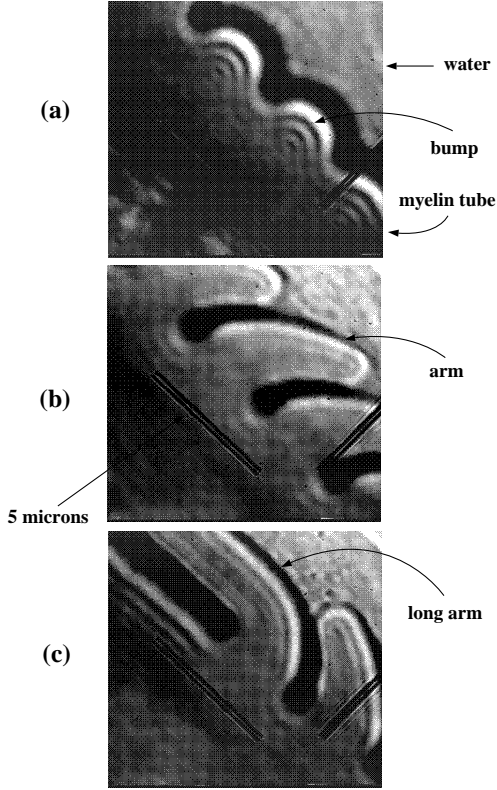 (a)
water
bump
myelin tube
(b)
arm
5 microns
(c)
long arm